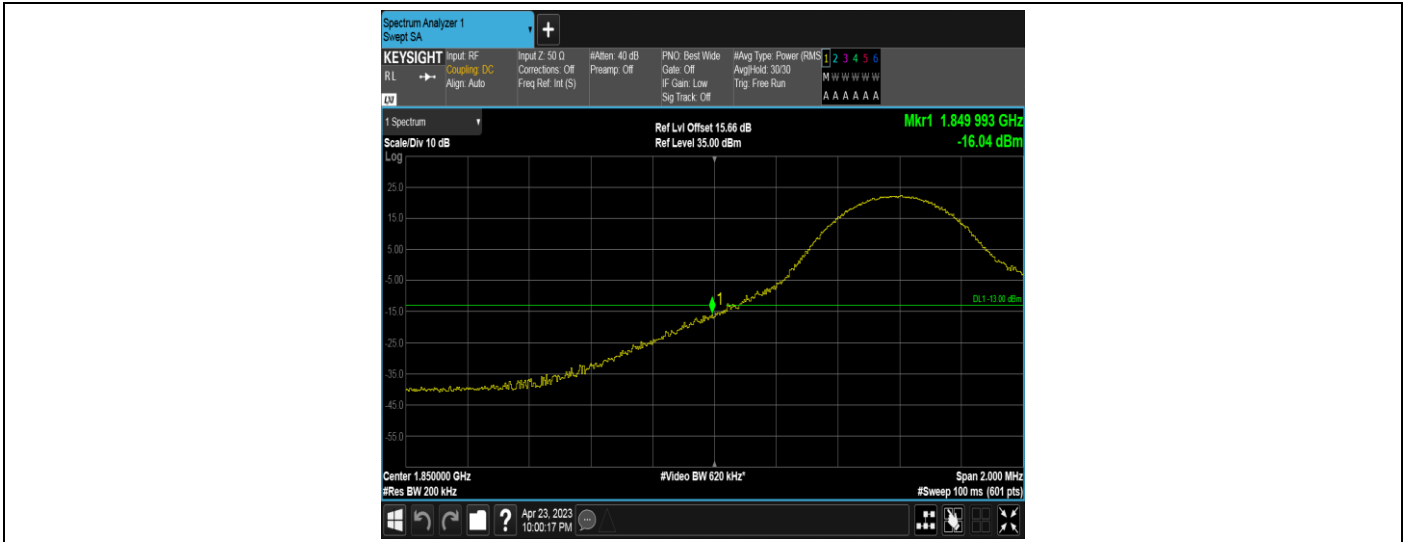 Spectrum Analyzer 1
Swept SA
+
KEYSIGHT
RL
LXI
Input: RF
Coupling: DC
Align: Auto
Input Z: 50 Ω
Corrections: Off
Freq Ref: Int (S)
#Atten: 40 dB
Preamp: Off
PNO: Best Wide
Gate: Off
IF Gain: Low
Sig Track: Off
#Avg Type: Power (RMS
Avg|Hold: 30/30
Trig: Free Run
1 2 3 4 5 6
M W W W W W
A A A A A A
1 Spectrum
Scale/Div 10 dB
Log
Ref Lvl Offset 15.66 dB
Ref Level 35.00 dBm
Mkr1 1.849 993 GHz
-16.04 dBm
25.0
15.0
5.00
-5.00
-15.0
-25.0
-35.0
-45.0
-55.0
1
DL1 -13.00 dBm
Center 1.850000 GHz
#Res BW 200 kHz
#Video BW 620 kHz*
Span 2.000 MHz
#Sweep 100 ms (601 pts)
?
Apr 23, 2023
10:00:17 PM